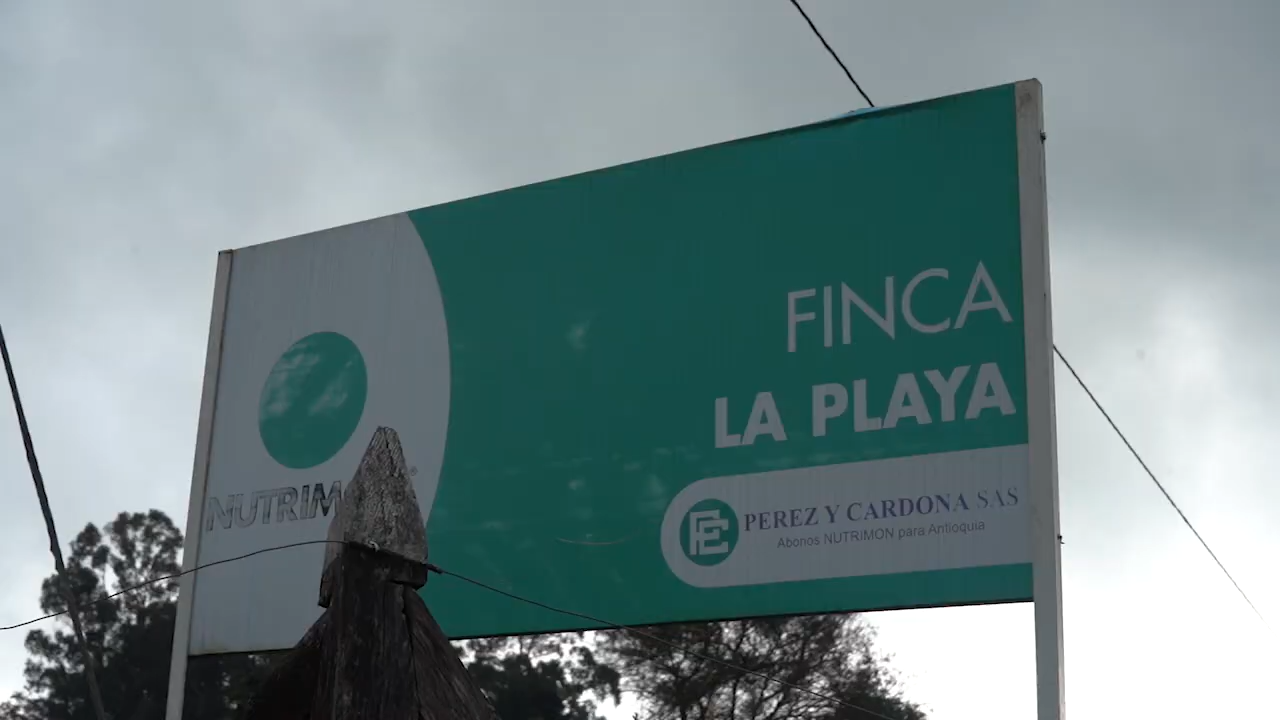 FINCA
LA PLAYA
NUTRIM
PEREZ Y CARDONA SAS
Abonos NUTRIMON para Antioquia